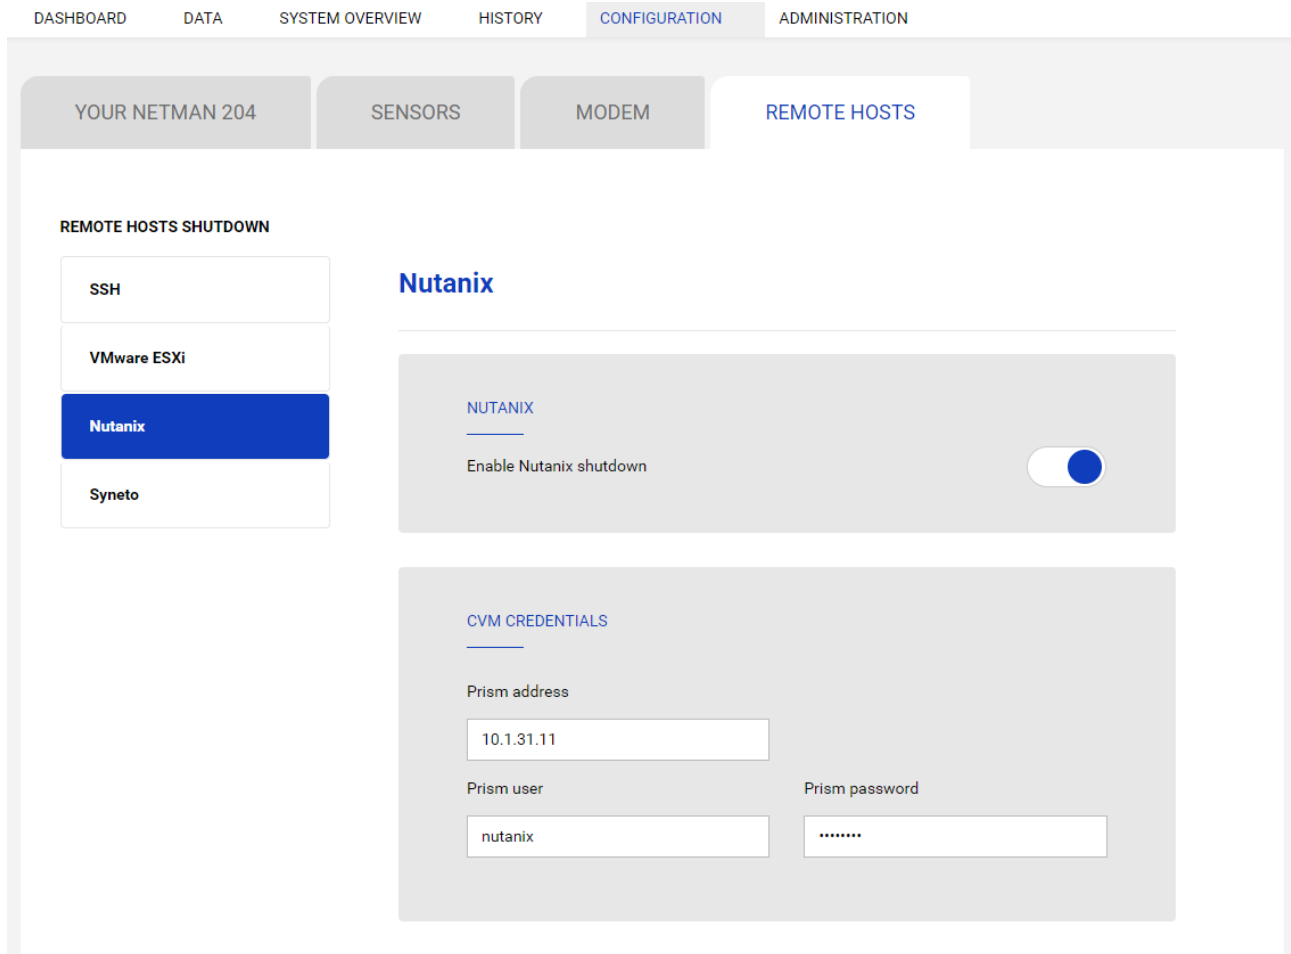 DASHBOARD DATA SYSTEM OVERVIEW HISTORY CONFIGURATION ADMINISTRATION
YOUR NETMAN 204 SENSORS MODEM REMOTE HOSTS
REMOTE HOSTS SHUTDOWN
SSH
VMware ESXi
Nutanix
Syneto
Nutanix
NUTANIX
Enable Nutanix shutdown
CVM CREDENTIALS
Prism address
10.1.31.11
Prism user Prism password
nutanix ••••••••